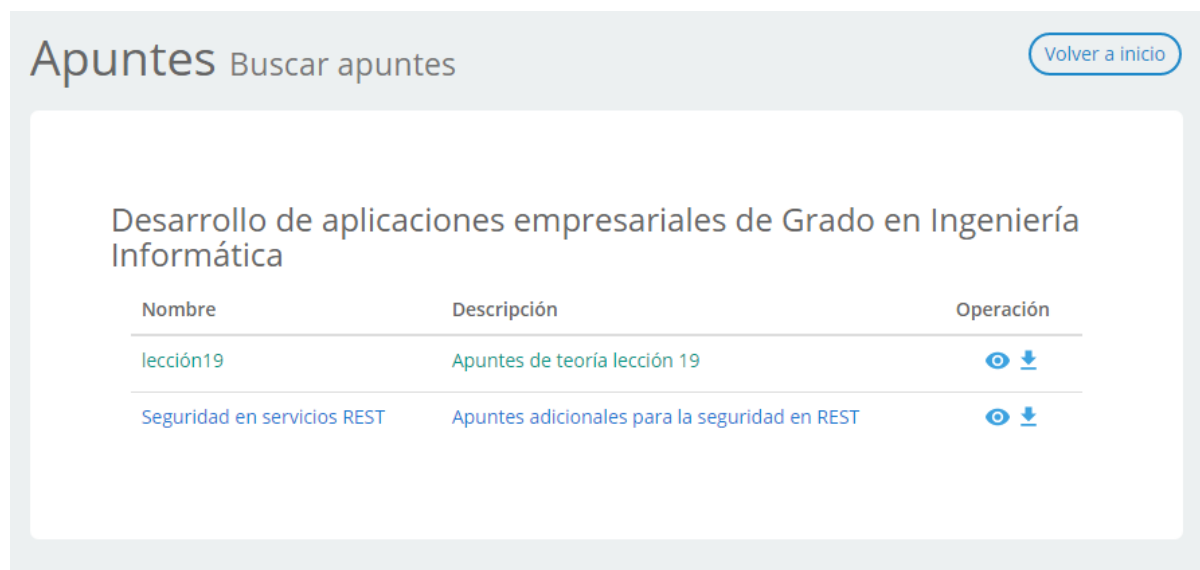 Apuntes Buscar apuntes
Volver a inicio
Desarrollo de aplicaciones empresariales de Grado en Ingeniería
Informática
Nombre Descripción Operación
lección19 Apuntes de teoría lección 19
Seguridad en servicios REST Apuntes adicionales para la seguridad en REST